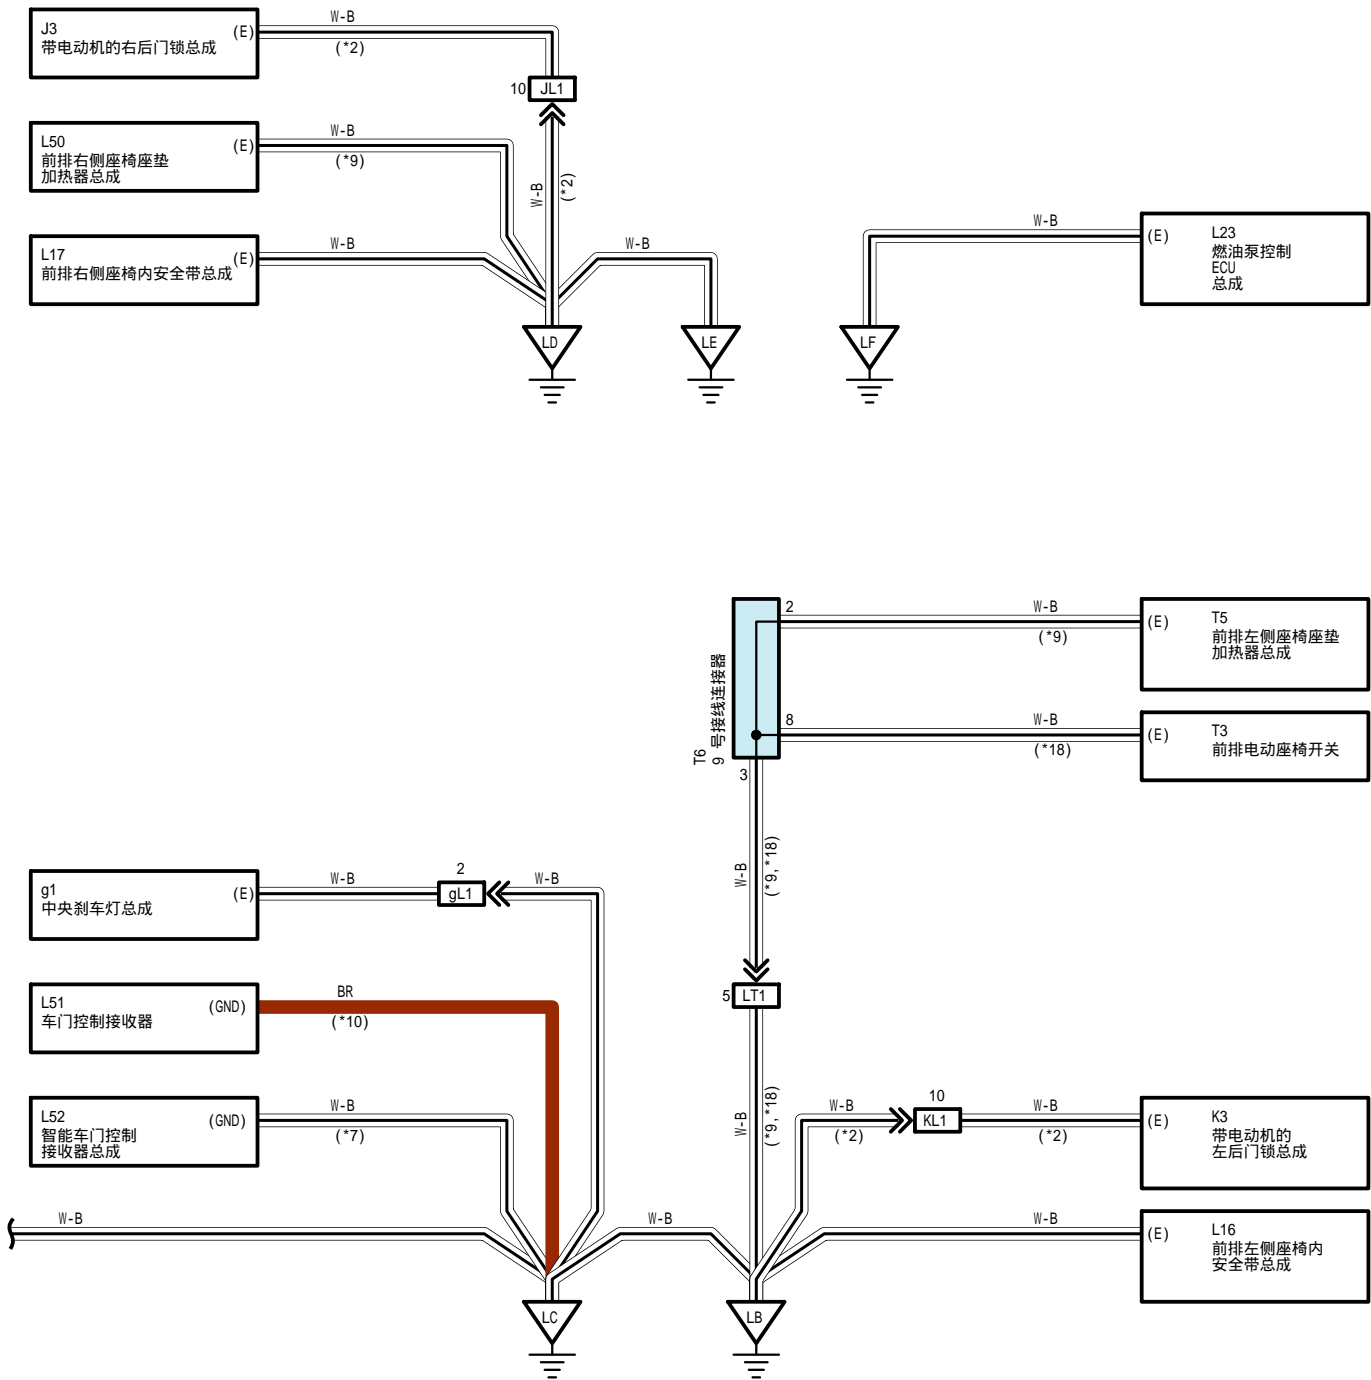 J3
带电动机的右后门锁总成
(E)
W-B
(*2)
10
JL1
L50
前排右侧座椅座垫
加热器总成
(E)
W-B
(*9)
W-B
(*2)
L17
前排右侧座椅内安全带总成
(E)
W-B
W-B
W-B
(E)
L23
燃油泵控制
ECU
总成
LD
LE
LF
T6
9 号接线连接器
2
W-B
(*9)
(E)
T5
前排左侧座椅座垫
加热器总成
8
W-B
(*18)
(E)
T3
前排电动座椅开关
3
W-B
(*9,*18)
g1
中央刹车灯总成
(E)
W-B
2
gL1
W-B
5
LT1
L51
车门控制接收器
(GND)
BR
(*10)
L52
智能车门控制
接收器总成
(GND)
W-B
(*7)
W-B
(*9,*18)
W-B
(*2)
10
KL1
W-B
(*2)
(E)
K3
带电动机的
左后门锁总成
W-B
W-B
W-B
(E)
L16
前排左侧座椅内
安全带总成
LC
LB